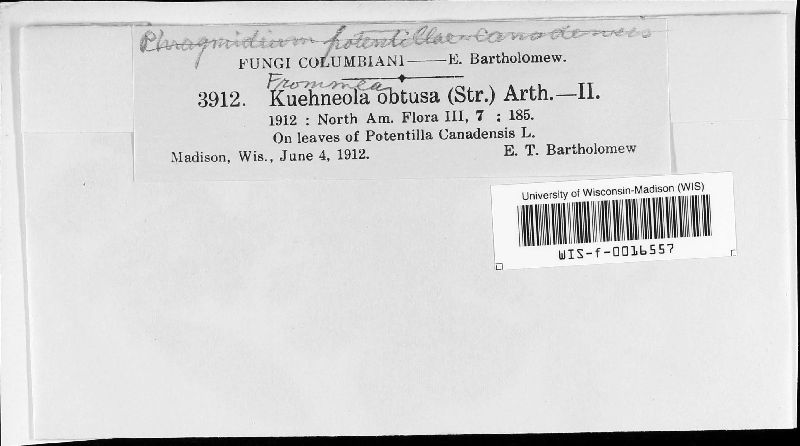 Phragmidium potentillae-canadensis
FUNGI COLUMBIANI—E. Bartholomew.
Frommea
3912. Kuehneola obtusa (Str.) Arth.—II.
1912 : North Am. Flora III, 7 : 185.
On leaves of Potentilla Canadensis L.
Madison, Wis., June 4, 1912. E. T. Bartholomew
University of Wisconsin-Madison (WIS)
WIS-f-0016557